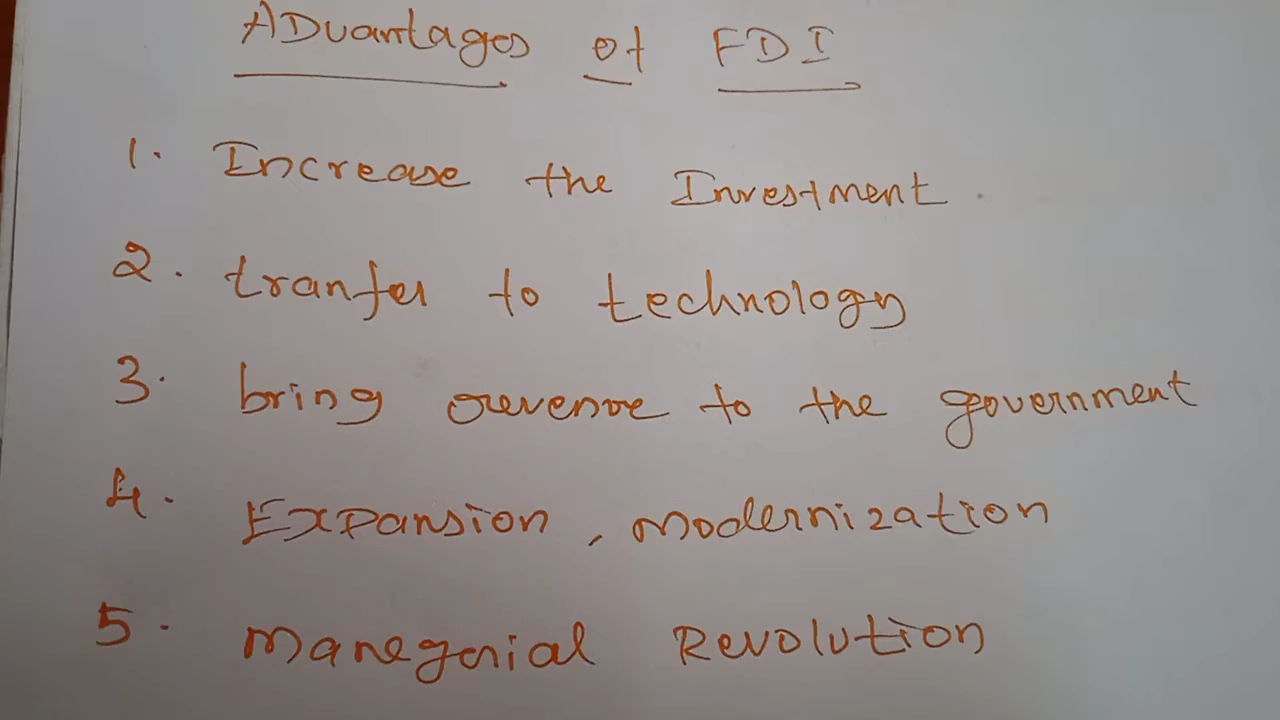 ADvantages of FDI
1. Increase the Investment
2. tranfer to technology
3. bring revenue to the government
4. Expansion, modernization
5. manegerial Revolution